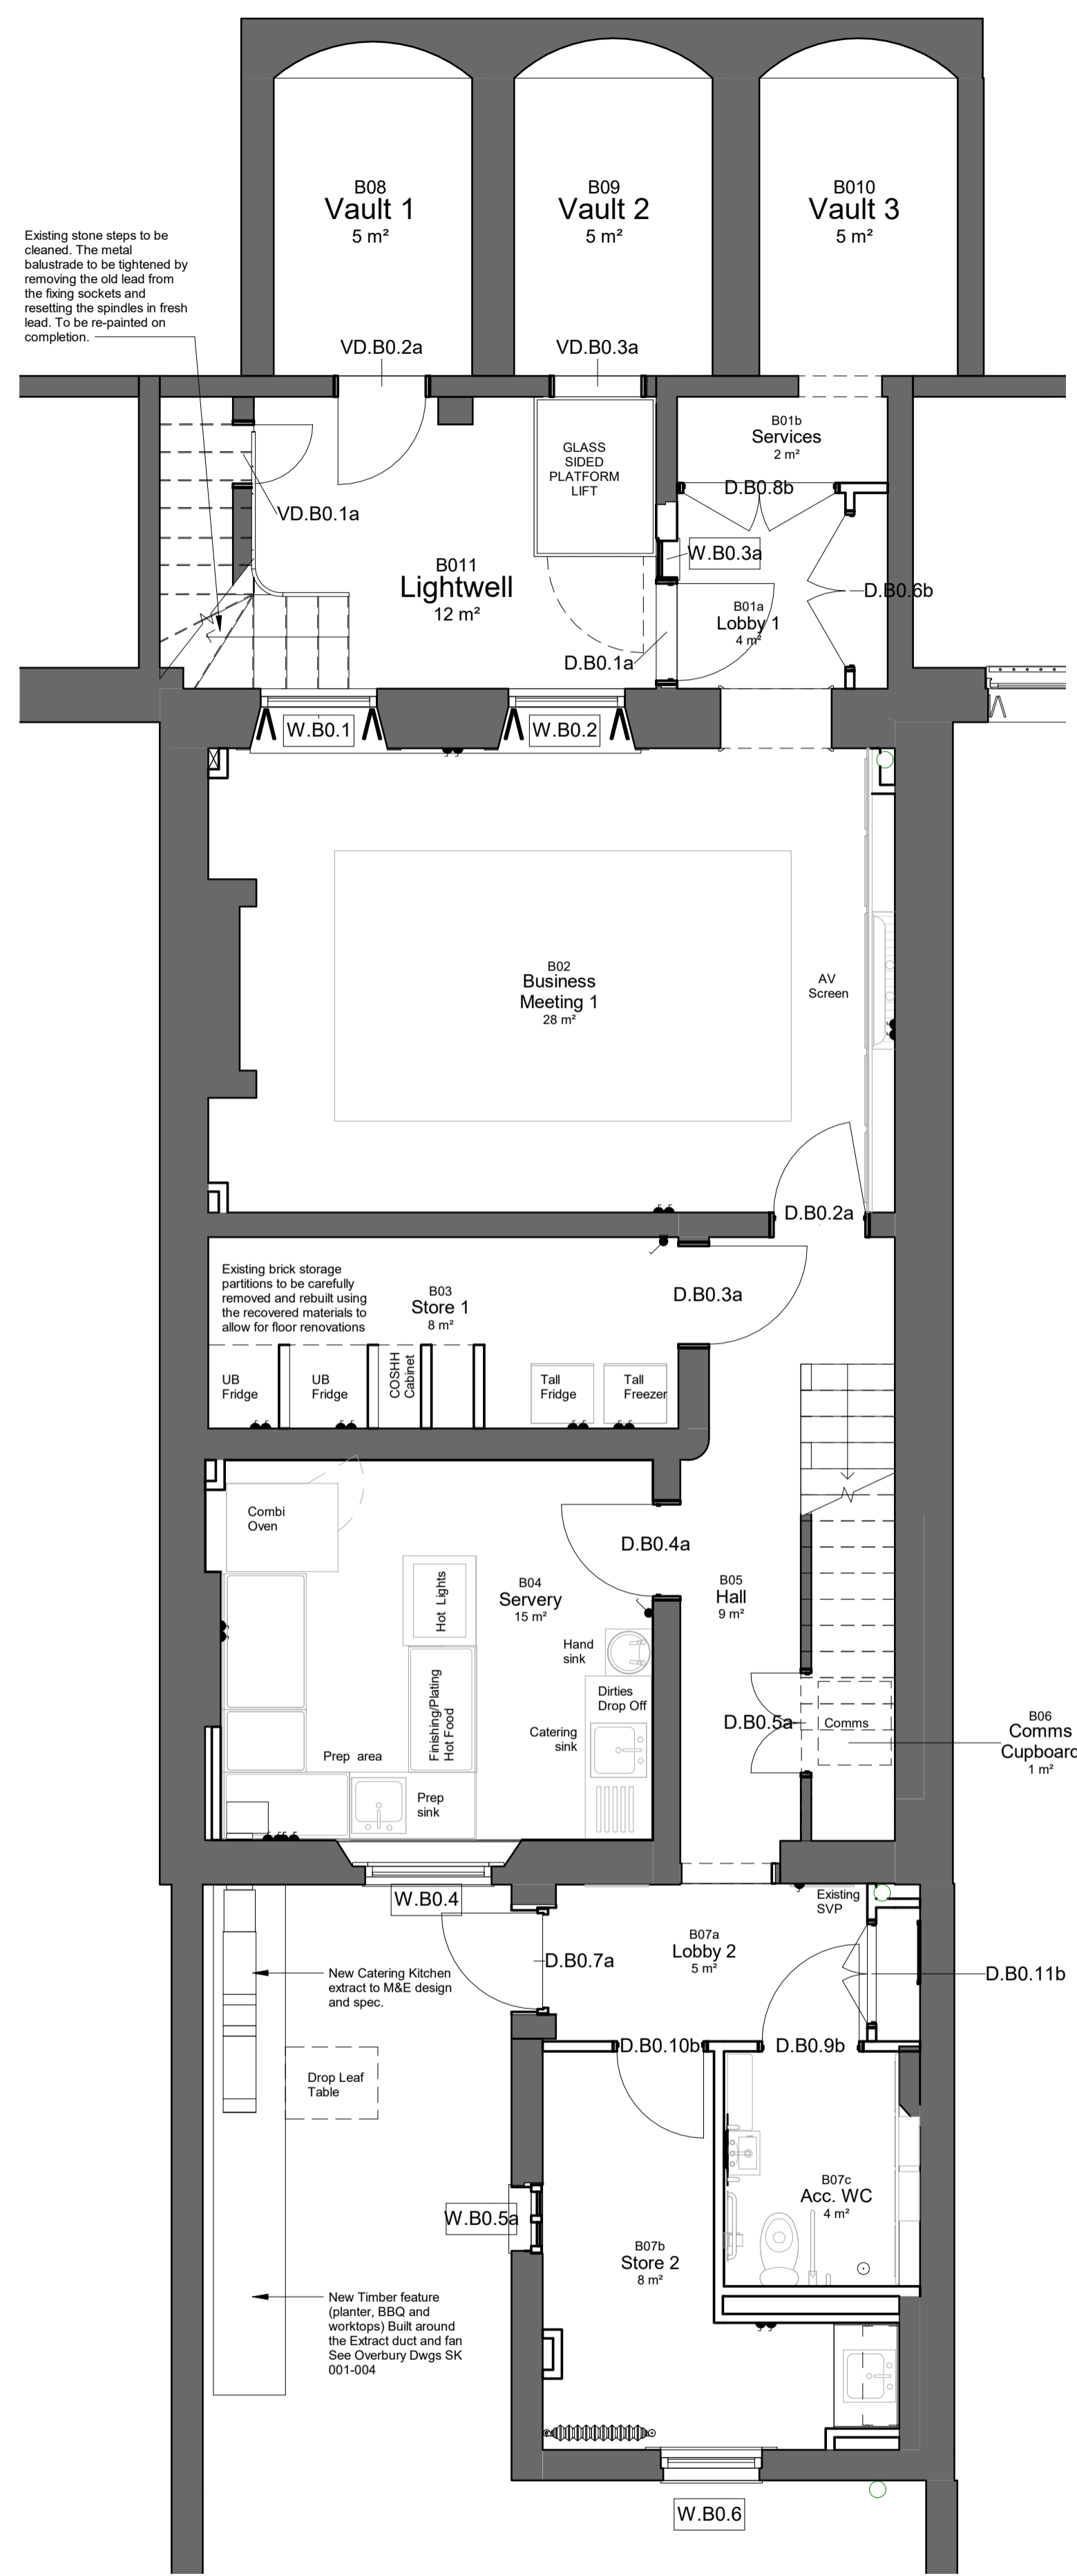 B08
Vault 1
5 m²
B09
Vault 2
5 m²
B010
Vault 3
5 m²
Existing stone steps to be
cleaned. The metal
balustrade to be tightened by
removing the old lead from
the fixing sockets and
resetting the spindles in fresh
lead. To be re-painted on
completion.
VD.B0.2a
VD.B0.3a
GLASS
SIDED
PLATFORM
LIFT
B01b
Services
2 m²
D.B0.8b
VD.B0.1a
W.B0.3a
B011
Lightwell
12 m²
D.B0.6b
B01a
Lobby 1
4 m²
D.B0.1a
W.B0.1
W.B0.2
B02
Business
Meeting 1
28 m²
AV
Screen
D.B0.2a
Existing brick storage
partitions to be carefully
removed and rebuilt using
the recovered materials to
allow for floor renovations
B03
Store 1
8 m²
D.B0.3a
UB
Fridge
UB
Fridge
COSHH
Cabinet
Tall
Fridge
Tall
Freezer
Combi
Oven
D.B0.4a
Hot Lights
B04
Servery
15 m²
B05
Hall
9 m²
Hand
sink
Finishing/Plating
Hot Food
Dirties
Drop Off
Catering
sink
D.B0.5a
Comms
B06
Comms
Cupboard
1 m²
Prep area
Prep
sink
W.B0.4
Existing
SVP
B07a
Lobby 2
5 m²
D.B0.7a
D.B0.11b
New Catering Kitchen
extract to M&E design
and spec.
D.B0.10b
D.B0.9b
Drop Leaf
Table
B07c
Acc. WC
4 m²
W.B0.5a
B07b
Store 2
8 m²
New Timber feature
(planter, BBQ and
worktops) Built around
the Extract duct and fan
See Overbury Dwgs SK
001-004
W.B0.6